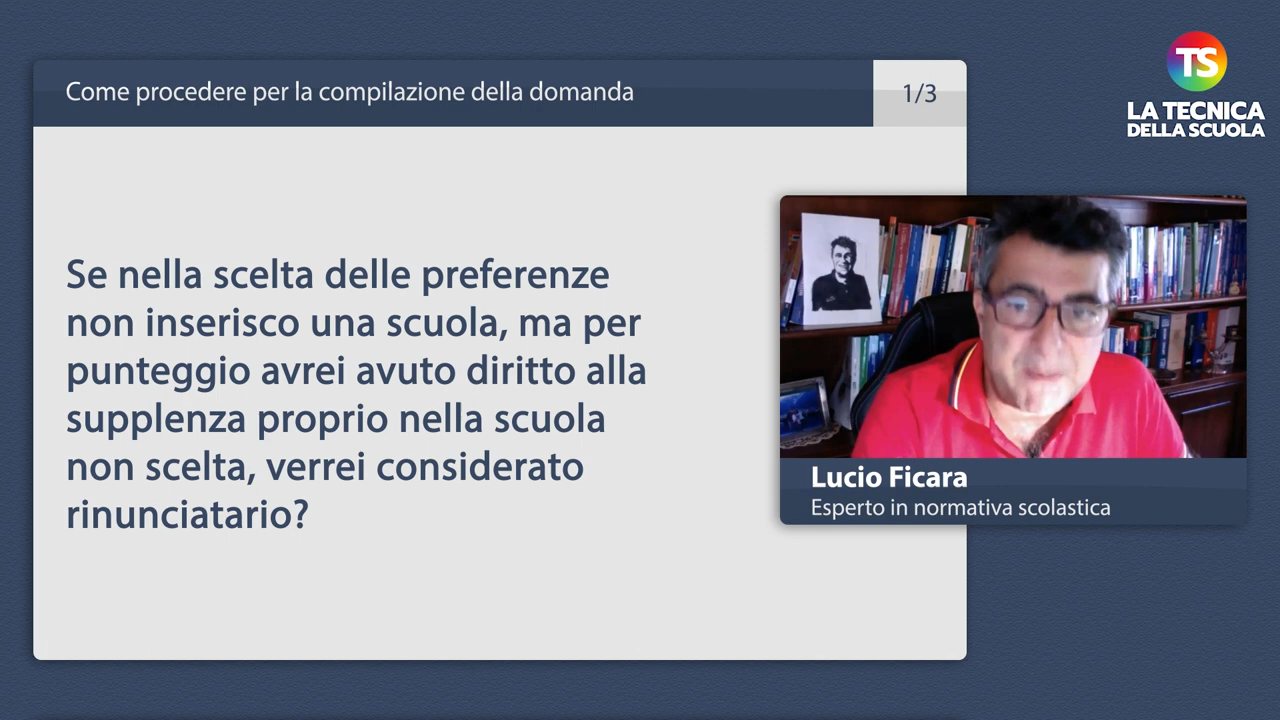 Come procedere per la compilazione della domanda
1/3
TS
LA TECNICA
DELLA SCUOLA
Se nella scelta delle preferenze
non inserisco una scuola, ma per
punteggio avrei avuto diritto alla
supplenza proprio nella scuola
non scelta, verrei considerato
rinunciatario?
Lucio Ficara
Esperto in normativa scolastica